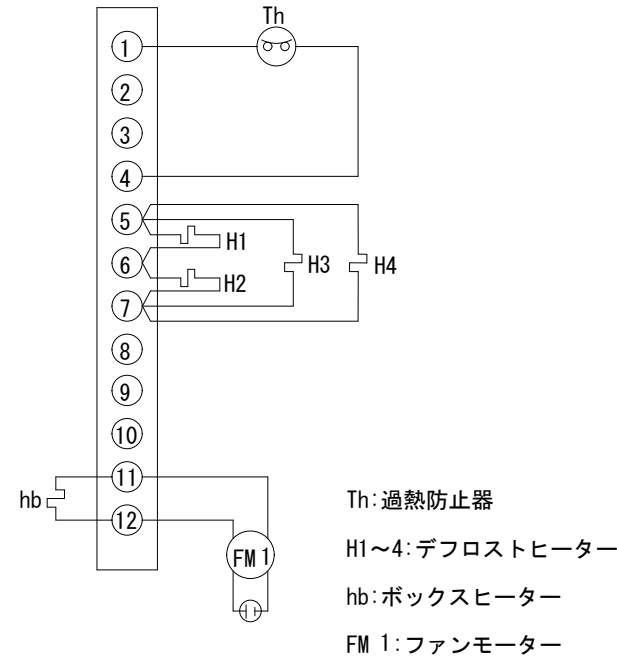 Th
1
2
3
4
5
H1
6
H3
H4
H2
7
8
9
10
11
hb
12
FM 1
Th:過熱防止器
H1～4:デフロストヒーター
hb:ボックスヒーター
FM 1:ファンモーター